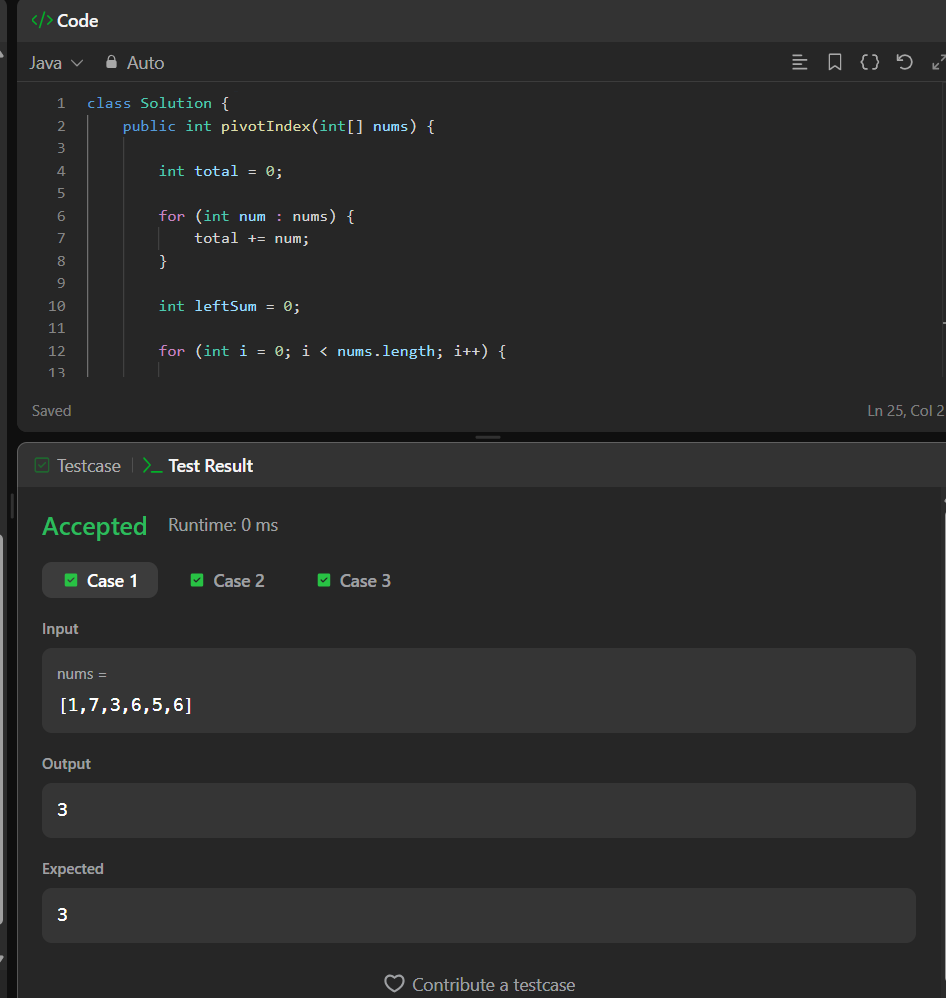 </> Code
Java Auto
1 class Solution {
2 public int pivotIndex(int[] nums) {
3
4 int total = 0;
5
6 for (int num : nums) {
7 total += num;
8 }
9
10 int leftSum = 0;
11
12 for (int i = 0; i < nums.length; i++) {
13
Saved Ln 25, Col 2
Testcase Test Result
Accepted Runtime: 0 ms
Case 1 Case 2 Case 3
Input
nums =
[1,7,3,6,5,6]
Output
3
Expected
3
Contribute a testcase